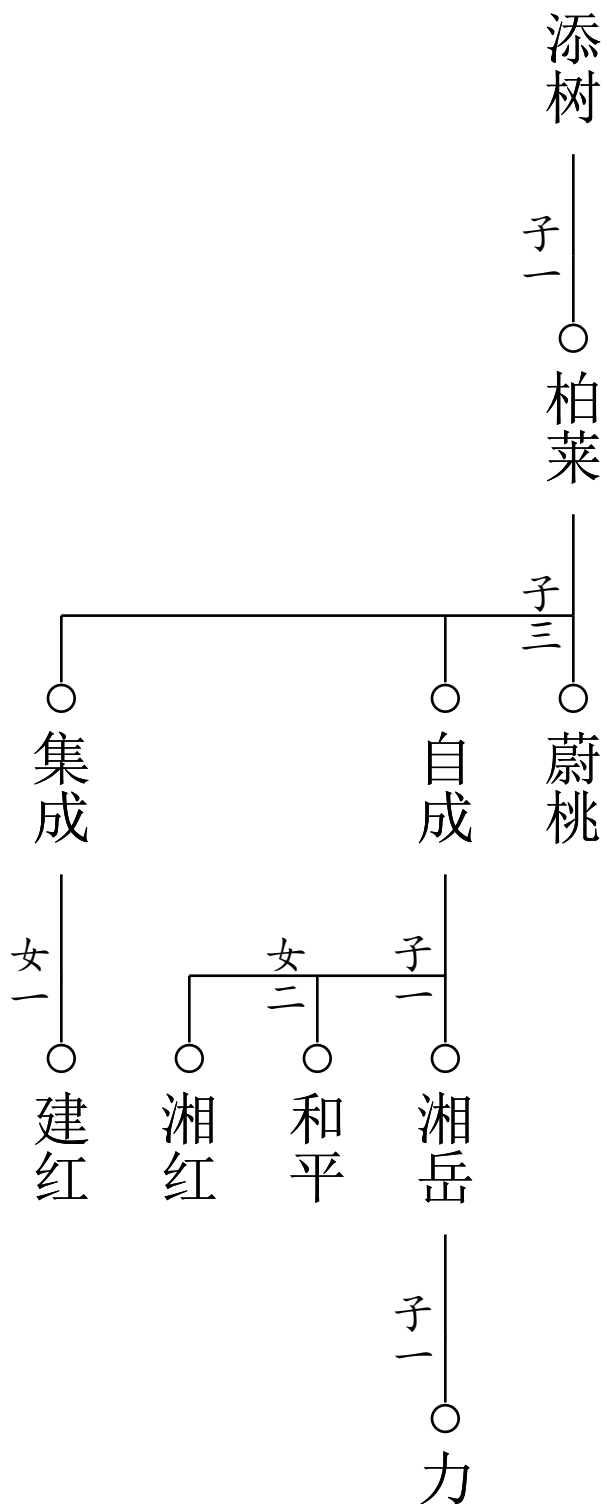 添树
子一
柏莱
子三
蔚桃
自成
集成
子一
女二
女一
湘岳
和平
湘红
建红
子一
力